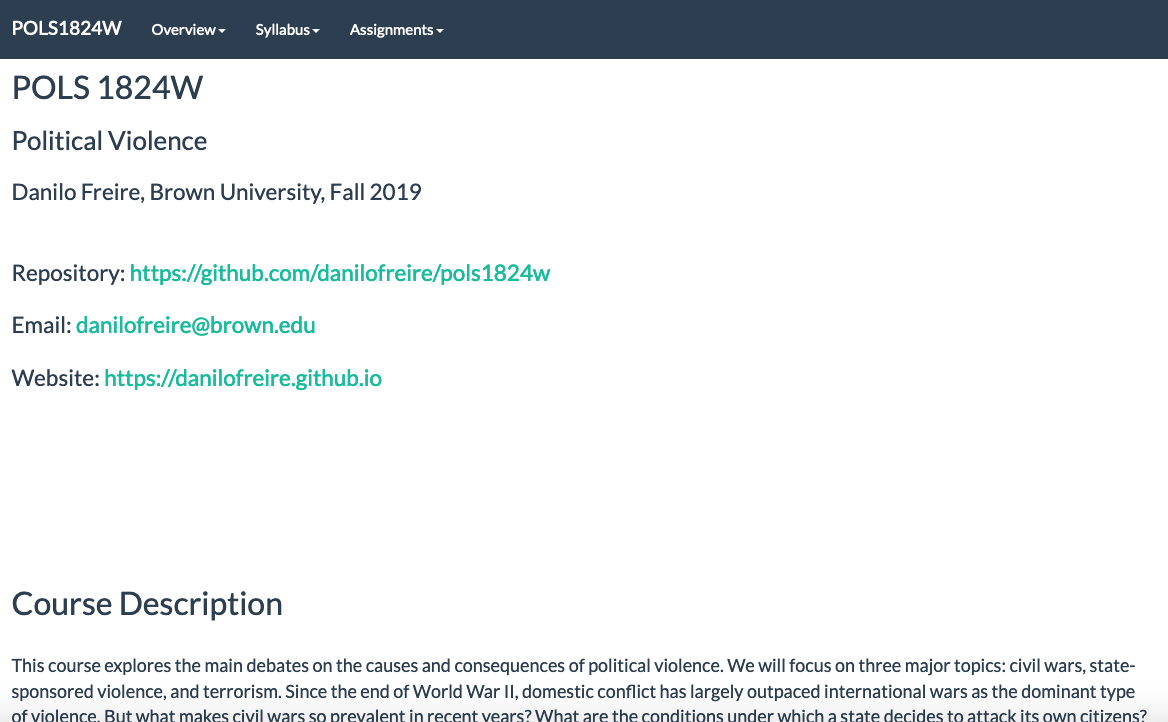 POLS1824W Overview Syllabus Assignments
POLS 1824W
Political Violence
Danilo Freire, Brown University, Fall 2019
Repository: https://github.com/danilofreire/pols1824w
Email: danilofreire@brown.edu
Website: https://danilofreire.github.io
Course Description
This course explores the main debates on the causes and consequences of political violence. We will focus on three major topics: civil wars, state-
sponsored violence, and terrorism. Since the end of World War II, domestic conflict has largely outpaced international wars as the dominant type
of violence. But what makes civil wars so prevalent in recent years? What are the conditions under which a state decides to attack its own citizens?